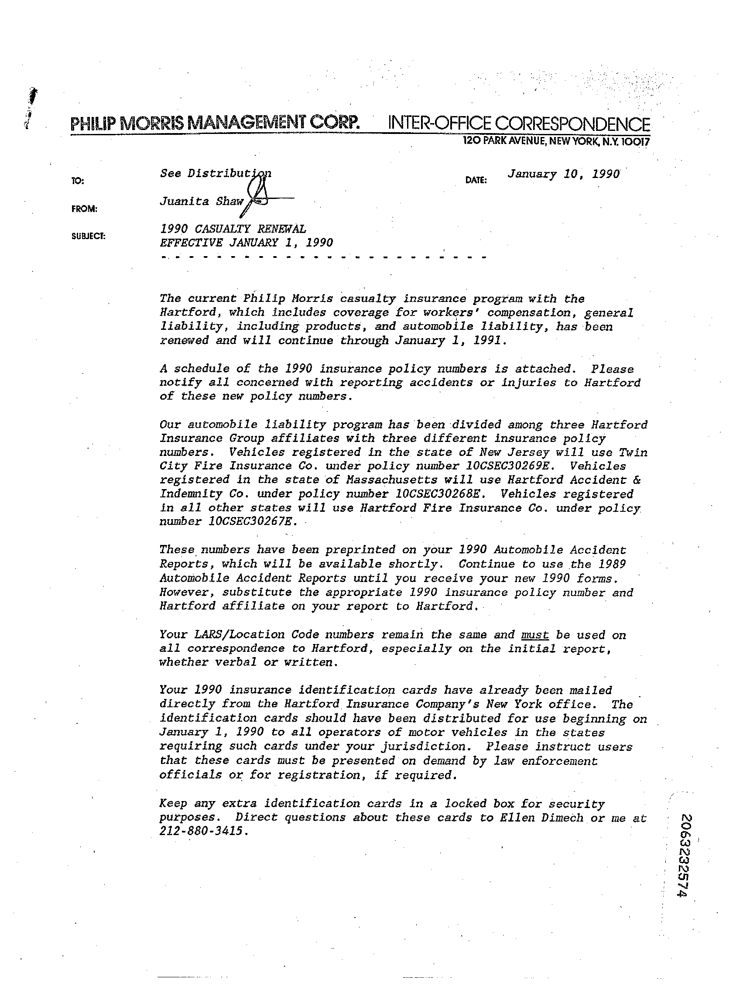 PHILIP MORRIS MANAGEMENT CORP. INTER-OFFICE CORRESPONDENCE
120 PARK AVENUE, NEW YORK, N.Y. 10017
TO: See Distribution DATE: January 10, 1990
FROM: Juanita Shaw
SUBJECT: 1990 CASUALTY RENEWAL
EFFECTIVE JANUARY 1, 1990
- - - - - - - - - - - - - - - - - - - - - - - -
The current Philip Morris casualty insurance program with the
Hartford, which includes coverage for workers' compensation, general
liability, including products, and automobile liability, has been
renewed and will continue through January 1, 1991.
A schedule of the 1990 insurance policy numbers is attached. Please
notify all concerned with reporting accidents or injuries to Hartford
of these new policy numbers.
Our automobile liability program has been divided among three Hartford
Insurance Group affiliates with three different insurance policy
numbers. Vehicles registered in the state of New Jersey will use Twin
City Fire Insurance Co. under policy number 10CSEC30269E. Vehicles
registered in the state of Massachusetts will use Hartford Accident &
Indemnity Co. under policy number 10CSEC30268E. Vehicles registered
in all other states will use Hartford Fire Insurance Co. under policy
number 10CSEC30267E.
These numbers have been preprinted on your 1990 Automobile Accident
Reports, which will be available shortly. Continue to use the 1989
Automobile Accident Reports until you receive your new 1990 forms.
However, substitute the appropriate 1990 insurance policy number and
Hartford affiliate on your report to Hartford.
Your LARS/Location Code numbers remain the same and must be used on
all correspondence to Hartford, especially on the initial report,
whether verbal or written.
Your 1990 insurance identification cards have already been mailed
directly from the Hartford Insurance Company's New York office. The
identification cards should have been distributed for use beginning on
January 1, 1990 to all operators of motor vehicles in the states
requiring such cards under your jurisdiction. Please instruct users
that these cards must be presented on demand by law enforcement
officials or for registration, if required.
Keep any extra identification cards in a locked box for security
purposes. Direct questions about these cards to Ellen Dimech or me at
212-880-3415.
2063232574